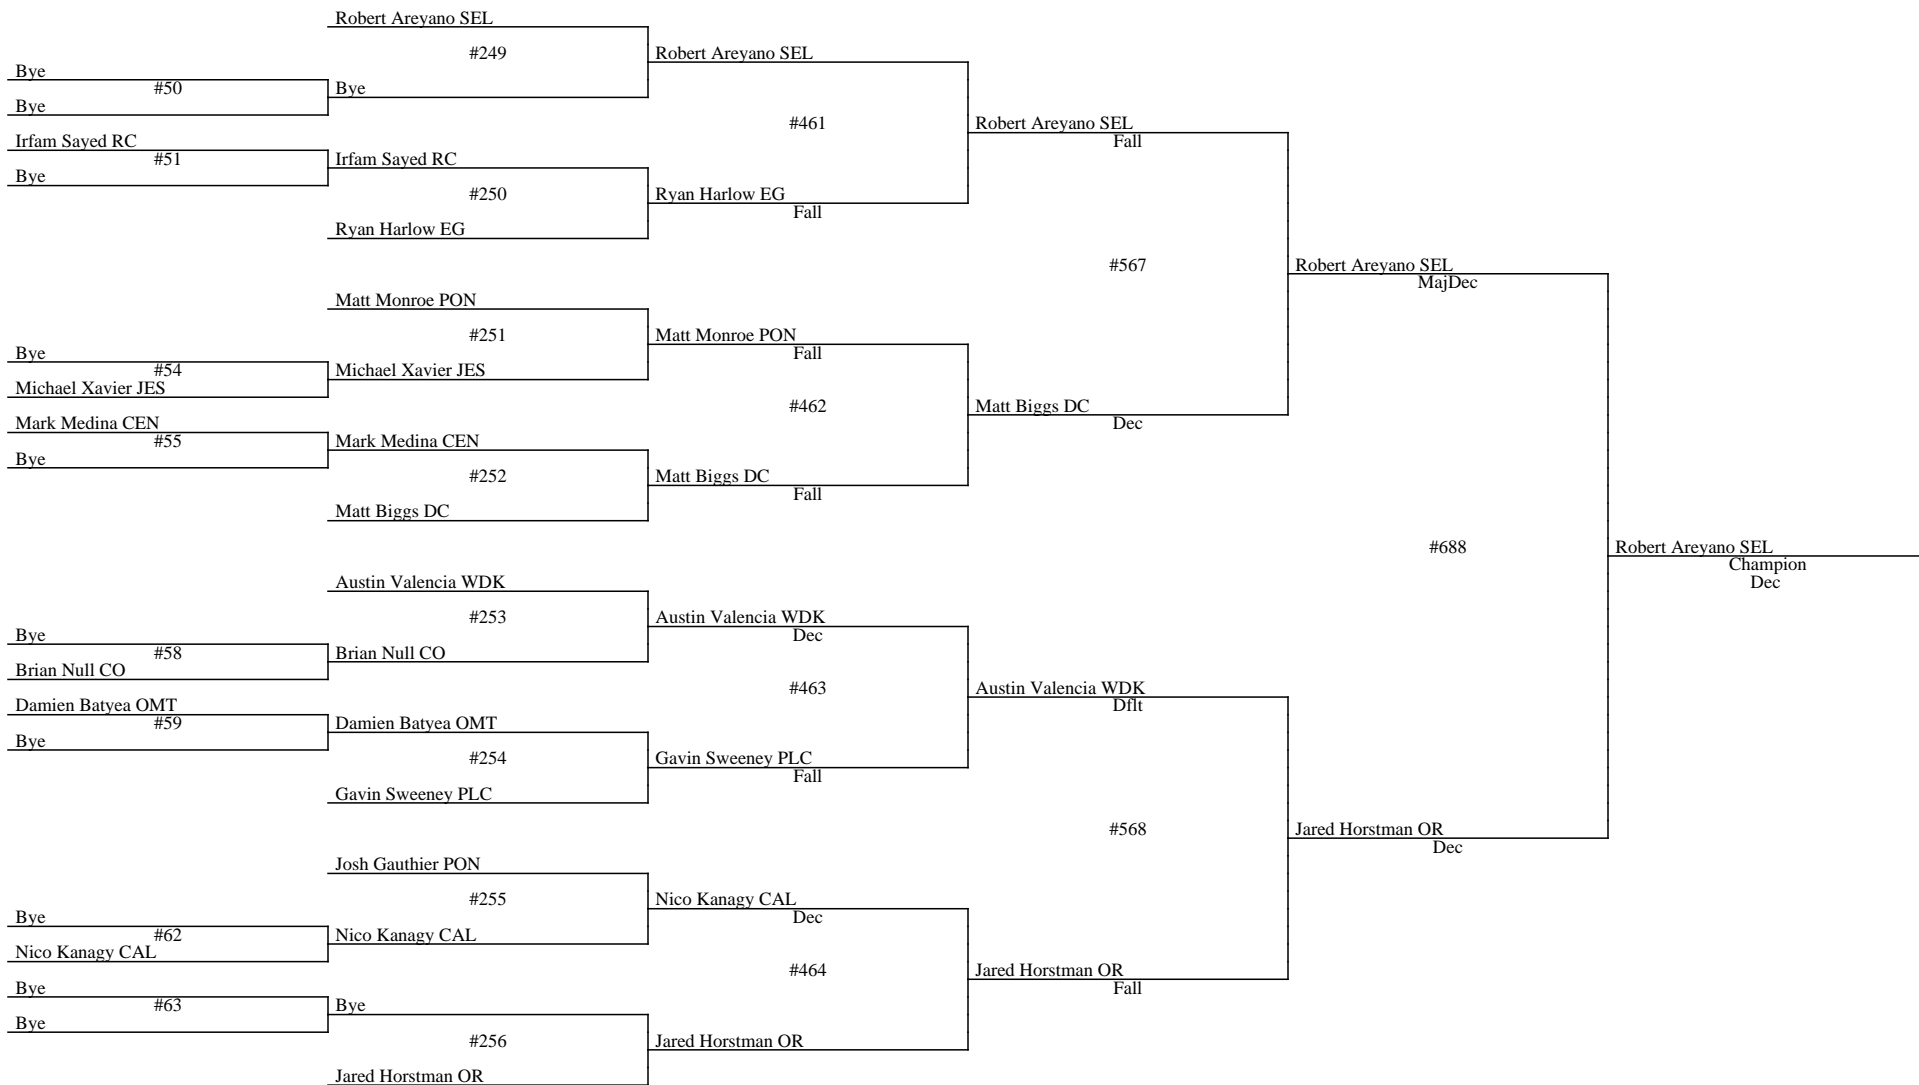 Robert Areyano SEL
#249
Robert Areyano SEL
Bye
#50
Bye
Bye
#461
Robert Areyano SEL
Fall
Irfam Sayed RC
#51
Irfam Sayed RC
Bye
#250
Ryan Harlow EG
Fall
Ryan Harlow EG
#567
Robert Areyano SEL
MajDec
Matt Monroe PON
#251
Matt Monroe PON
Fall
Bye
#54
Michael Xavier JES
Michael Xavier JES
#462
Matt Biggs DC
Dec
Mark Medina CEN
#55
Mark Medina CEN
Bye
#252
Matt Biggs DC
Fall
Matt Biggs DC
#688
Robert Areyano SEL
Champion
Dec
Austin Valencia WDK
#253
Austin Valencia WDK
Dec
Bye
#58
Brian Null CO
Brian Null CO
#463
Austin Valencia WDK
Dflt
Damien Batyea OMT
#59
Damien Batyea OMT
Bye
#254
Gavin Sweeney PLC
Fall
Gavin Sweeney PLC
#568
Jared Horstman OR
Dec
Josh Gauthier PON
#255
Nico Kanagy CAL
Dec
Bye
#62
Nico Kanagy CAL
Nico Kanagy CAL
#464
Jared Horstman OR
Fall
Bye
#63
Bye
Bye
#256
Jared Horstman OR
Jared Horstman OR